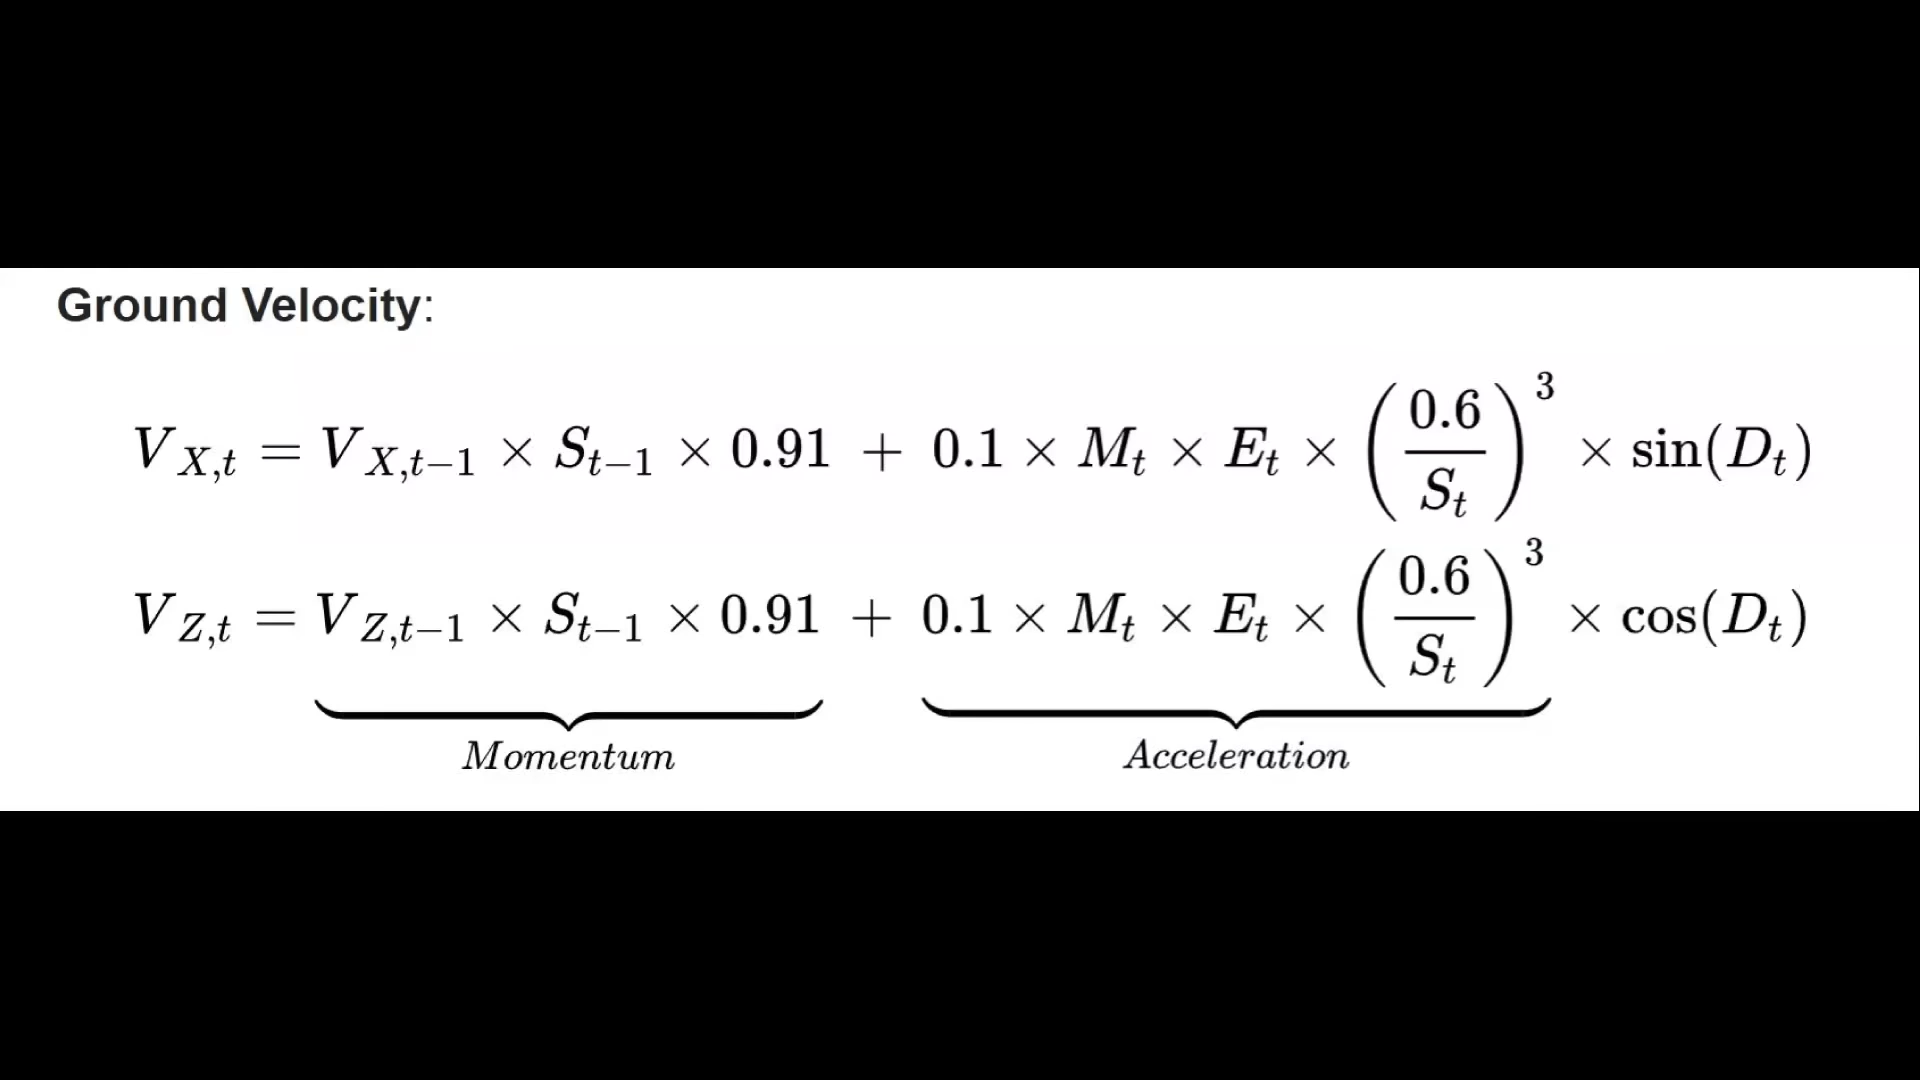 Ground Velocity:
V_{X,t} = V_{X,t−1} × S_{t−1} × 0.91 + 0.1 × M_t × E_t × (0.6 / S_t)^3 × sin(D_t)
V_{Z,t} = V_{Z,t−1} × S_{t−1} × 0.91 + 0.1 × M_t × E_t × (0.6 / S_t)^3 × cos(D_t)
Momentum Acceleration